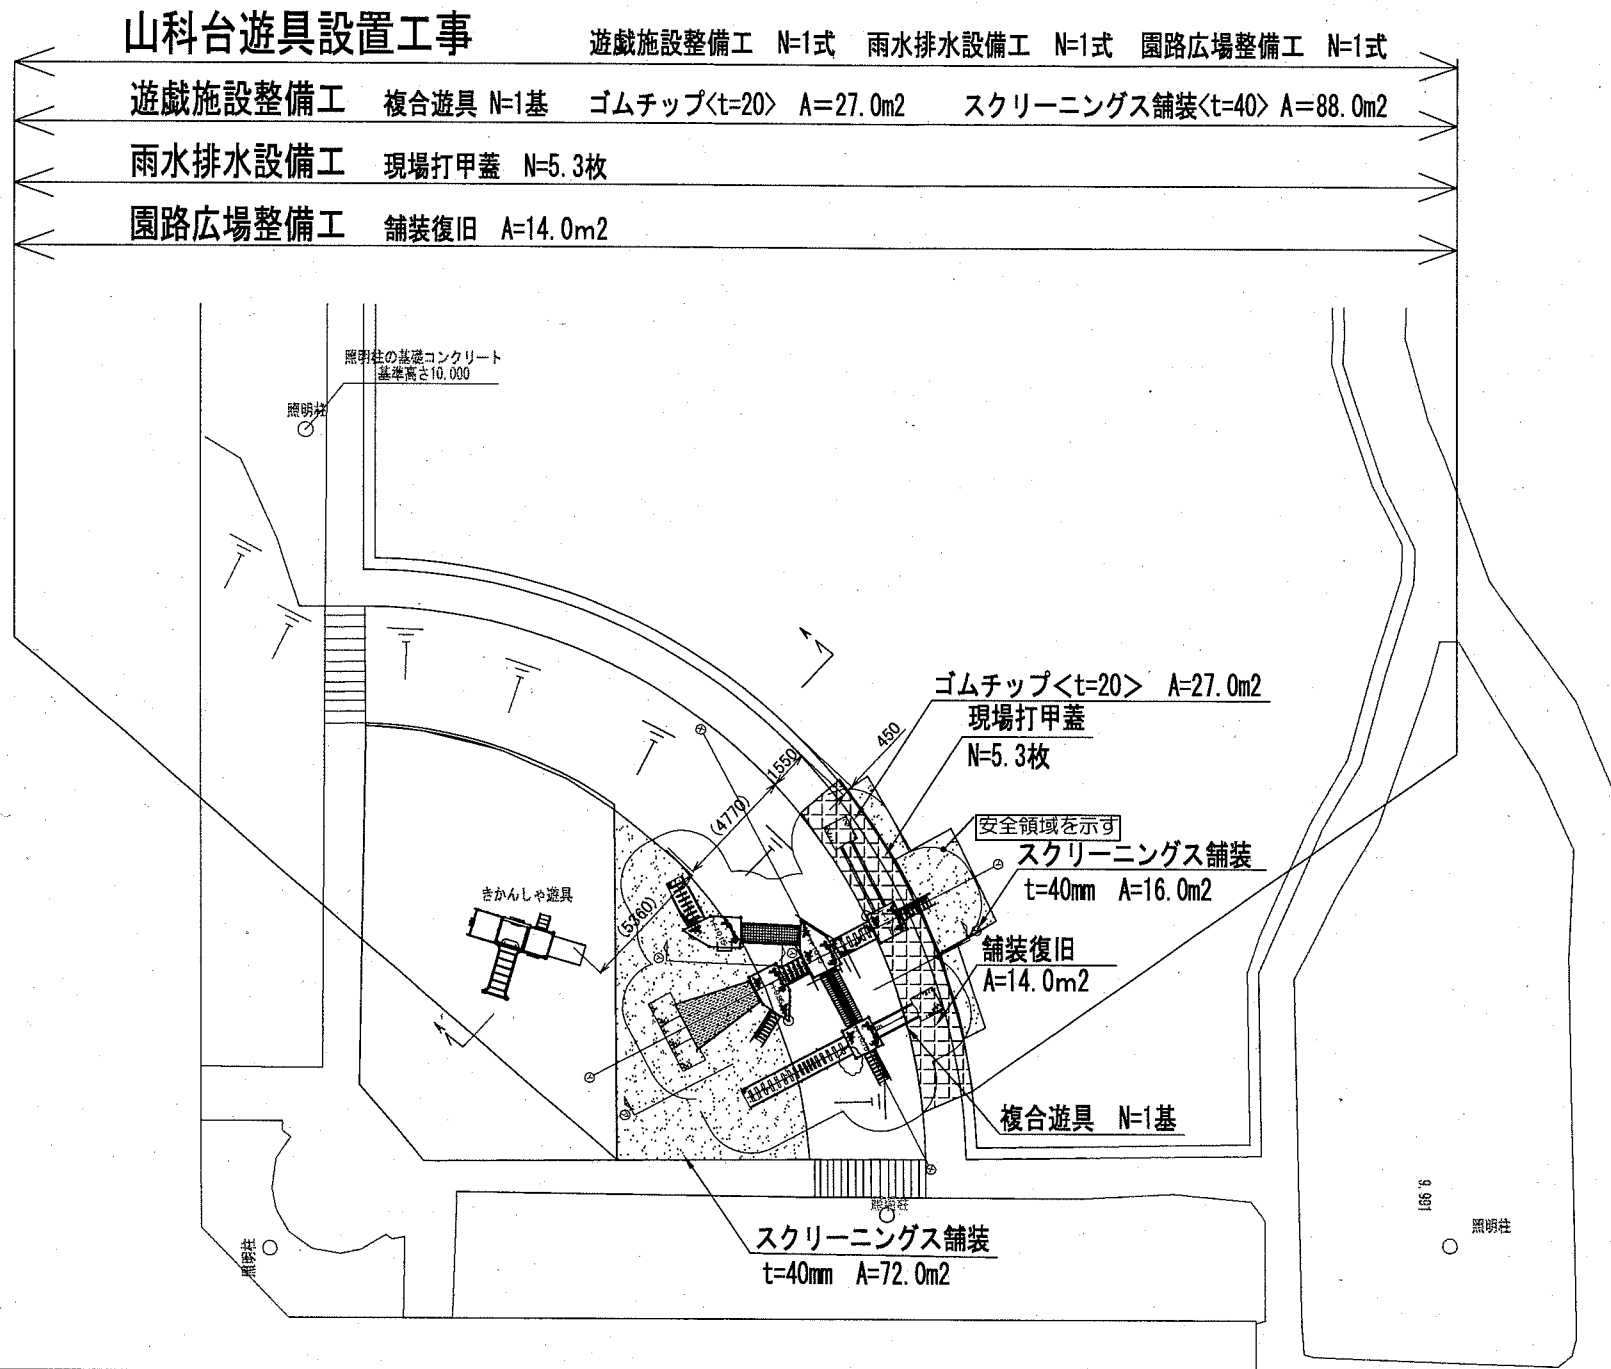 山科台遊具設置工事 遊戯施設整備工 N=1式 雨水排水設備工 N=1式 園路広場整備工 N=1式
遊戯施設整備工 複合遊具 N=1基 ゴムチップ<t=20> A=27.0m2 スクリーニングス舗装<t=40> A=88.0m2
雨水排水設備工 現場打甲蓋 N=5.3枚
園路広場整備工 舗装復旧 A=14.0m2
照明柱の基礎コンクリート
基準高さ10.000
照明柱
A
ゴムチップ<t=20> A=27.0m2
現場打甲蓋
N=5.3枚
450
1550
(4770)
安全領域を示す
スクリーニングス舗装
t=40mm A=16.0m2
きかんしゃ遊具
(5360)
舗装復旧
A=14.0m2
A
複合遊具 N=1基
照明柱
スクリーニングス舗装
t=40mm A=72.0m2
照明柱
9.991
照明柱